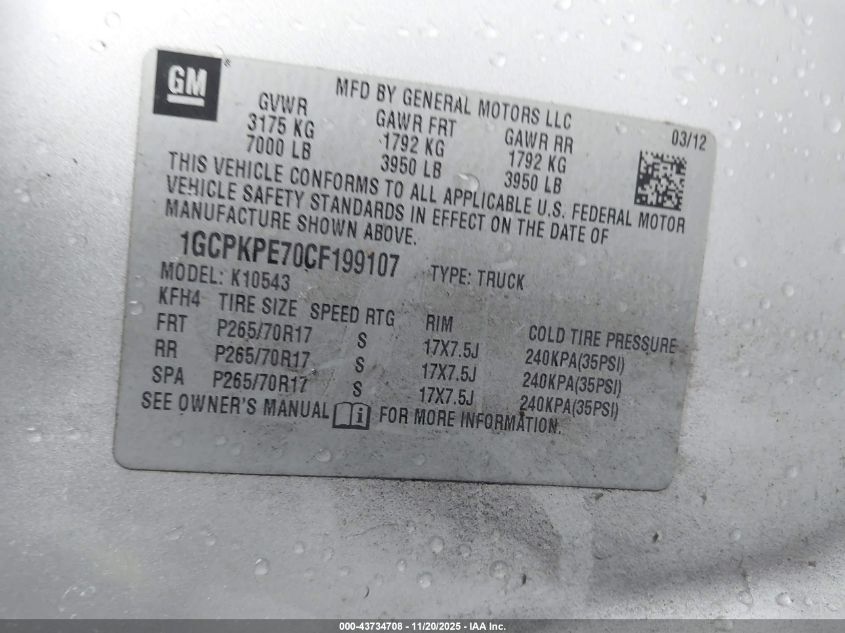 GM ®
MFD BY GENERAL MOTORS LLC
GVWR GAWR FRT GAWR RR 03/12
3175 KG 1792 KG 1792 KG
7000 LB 3950 LB 3950 LB
THIS VEHICLE CONFORMS TO ALL APPLICABLE U.S. FEDERAL MOTOR
VEHICLE SAFETY STANDARDS IN EFFECT ON THE DATE OF
MANUFACTURE SHOWN ABOVE.
1GCPKPE70CF199107 TYPE: TRUCK
MODEL: K10543
KFH4 TIRE SIZE SPEED RTG RIM COLD TIRE PRESSURE
FRT P265/70R17 S 17X7.5J 240KPA(35PSI)
RR P265/70R17 S 17X7.5J 240KPA(35PSI)
SPA P265/70R17 S 17X7.5J 240KPA(35PSI)
SEE OWNER'S MANUAL FOR MORE INFORMATION.
000-43734708 - 11/20/2025 - IAA Inc.